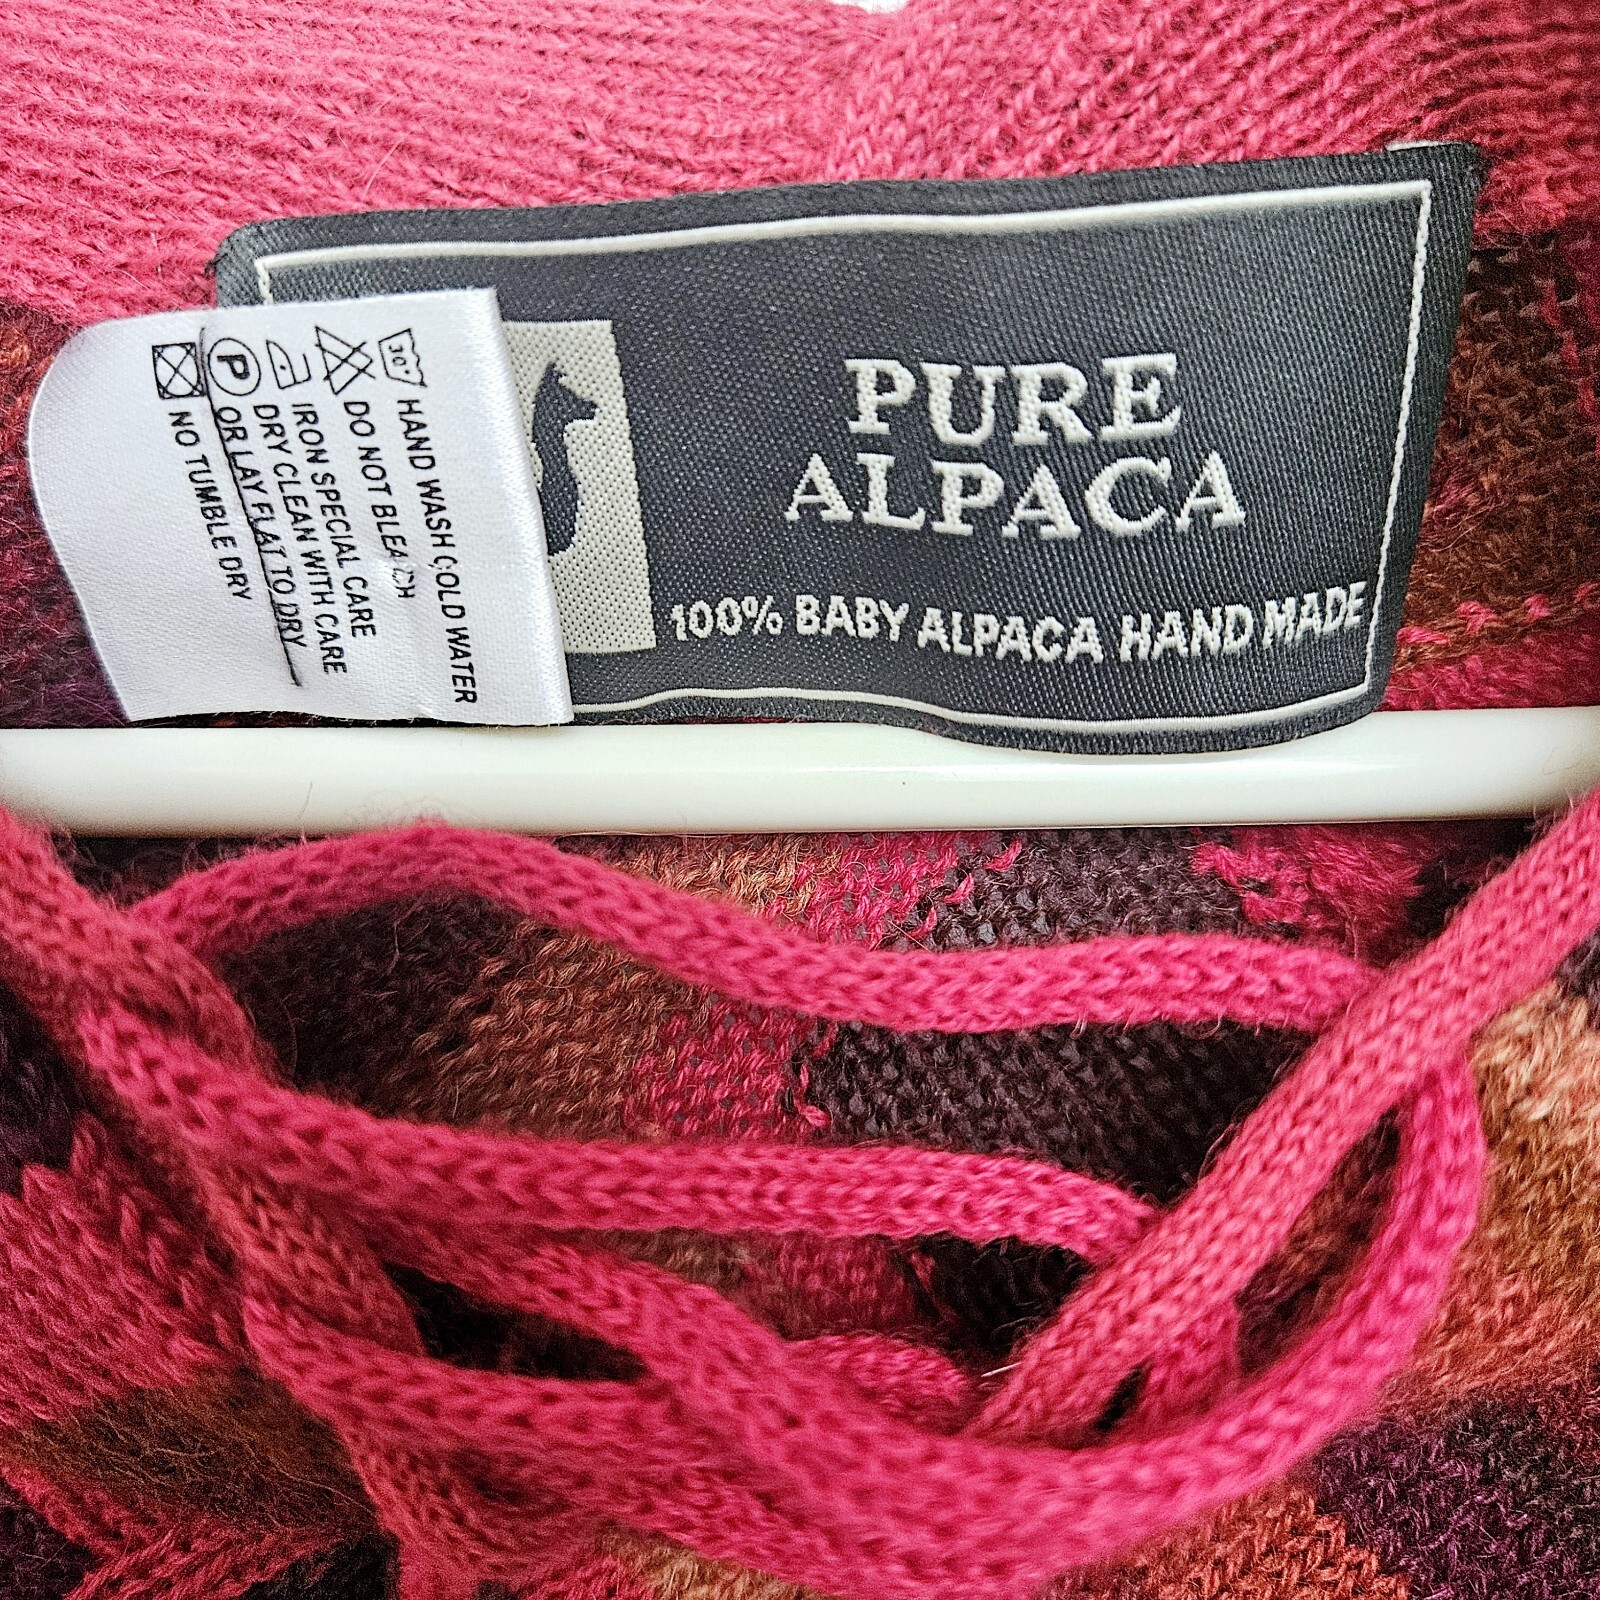 PURE
ALPACA
100% BABY ALPACA HAND MADE
30°
HAND WASH COLD WATER
DO NOT BLEACH
IRON SPECIAL CARE
P
DRY CLEAN WITH CARE
OR LAY FLAT TO DRY
NO TUMBLE DRY